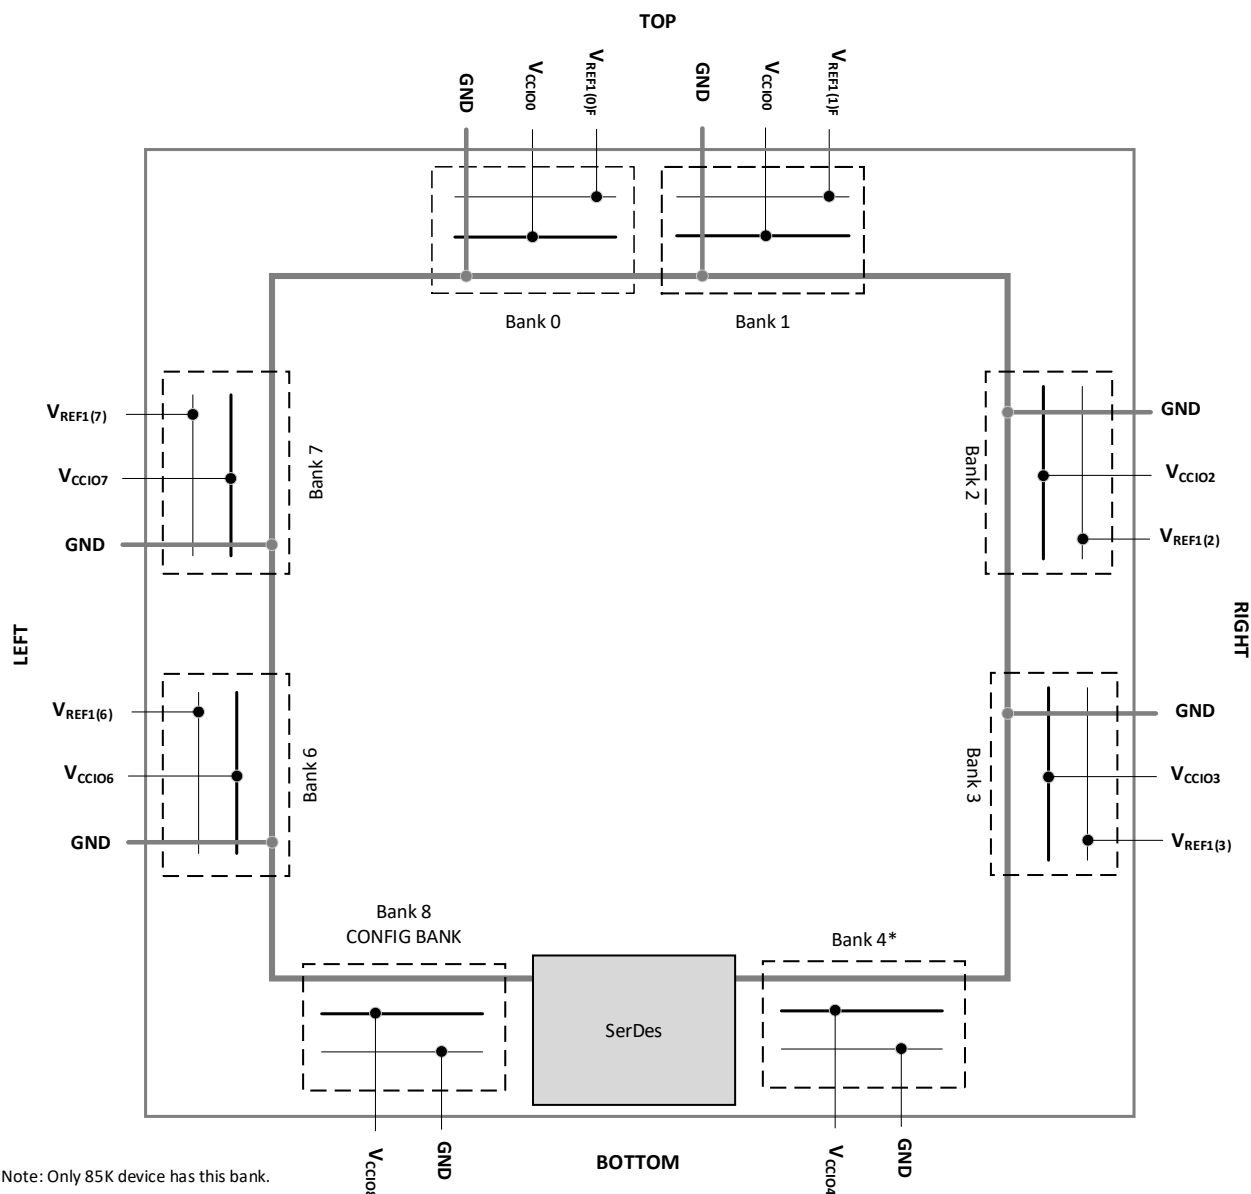 TOP
GND
VCCIO0
VREF1(0)F
GND
VCCIO0
VREF1(1)F
Bank 0
Bank 1
VREF1(7)
VCCIO7
GND
Bank 7
Bank 2
GND
VCCIO2
VREF1(2)
LEFT
RIGHT
VREF1(6)
VCCIO6
GND
Bank 6
Bank 3
GND
VCCIO3
VREF1(3)
Bank 8
CONFIG BANK
Bank 4*
SerDes
VCCIO8
GND
BOTTOM
VCCIO4
GND
Note: Only 85K device has this bank.